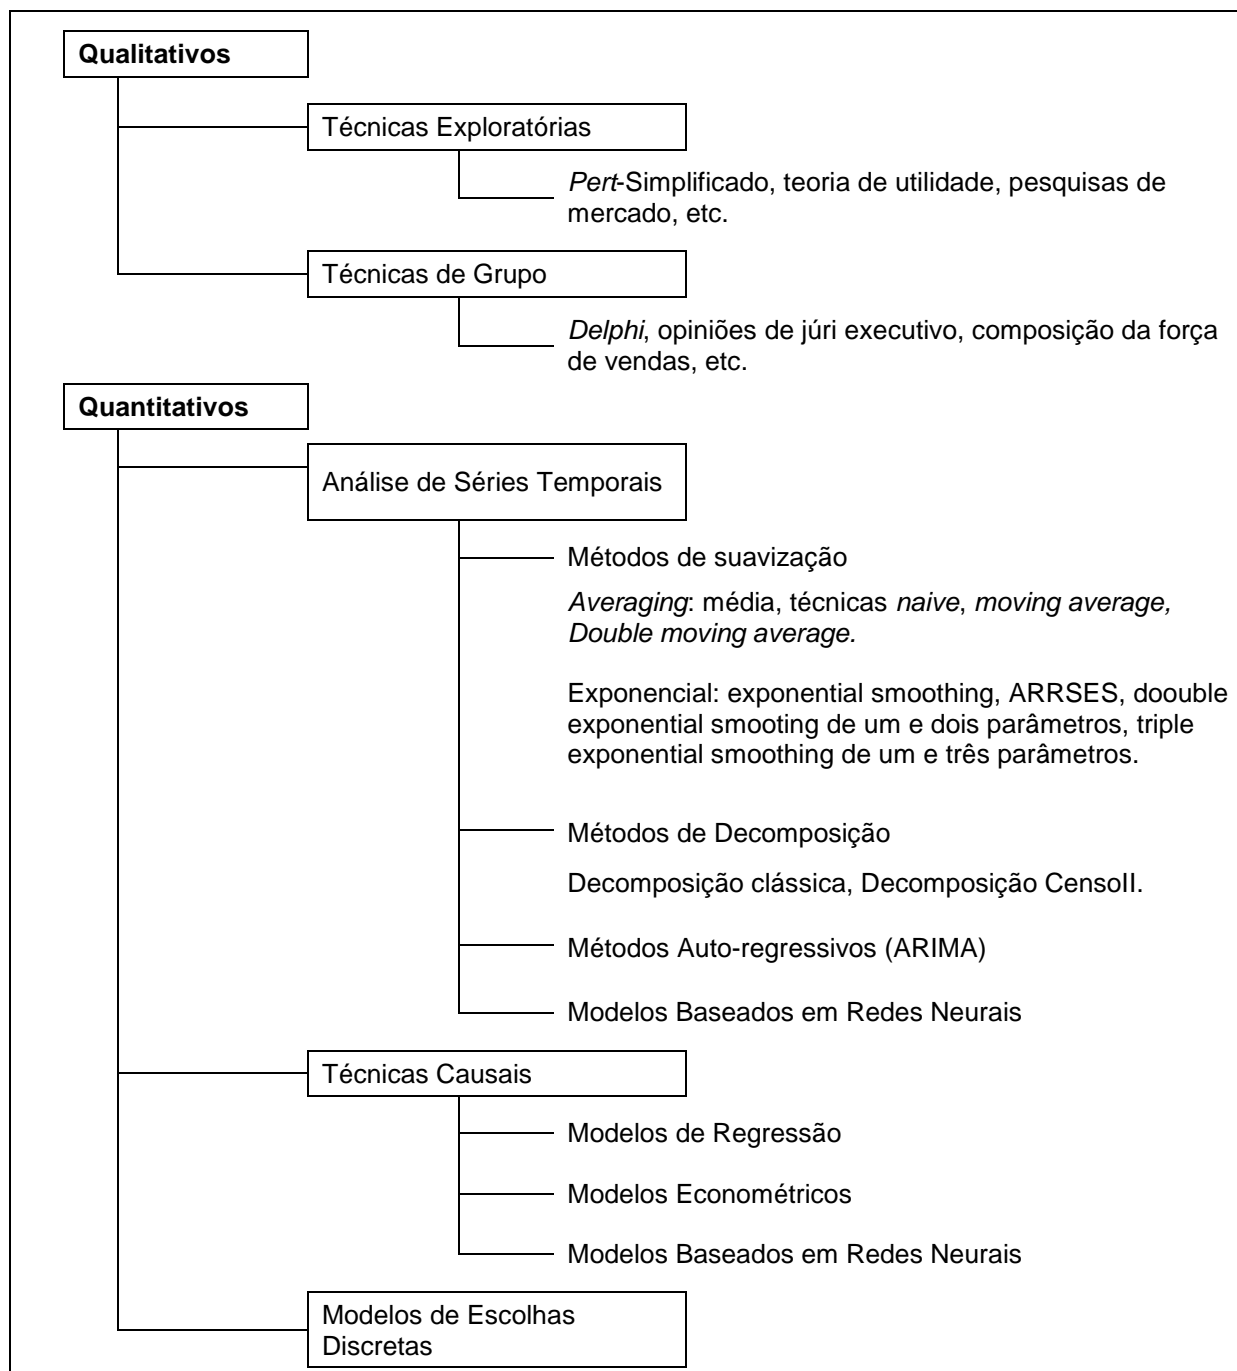 Qualitativos
Técnicas Exploratórias
Pert-Simplificado, teoria de utilidade, pesquisas de
mercado, etc.
Técnicas de Grupo
Delphi, opiniões de júri executivo, composição da força
de vendas, etc.
Quantitativos
Análise de Séries Temporais
Métodos de suavização
Averaging: média, técnicas naive, moving average,
Double moving average.
Exponencial: exponential smoothing, ARRSES, doouble
exponential smooting de um e dois parâmetros, triple
exponential smoothing de um e três parâmetros.
Métodos de Decomposição
Decomposição clássica, Decomposição CensoII.
Métodos Auto-regressivos (ARIMA)
Modelos Baseados em Redes Neurais
Técnicas Causais
Modelos de Regressão
Modelos Econométricos
Modelos Baseados em Redes Neurais
Modelos de Escolhas
Discretas